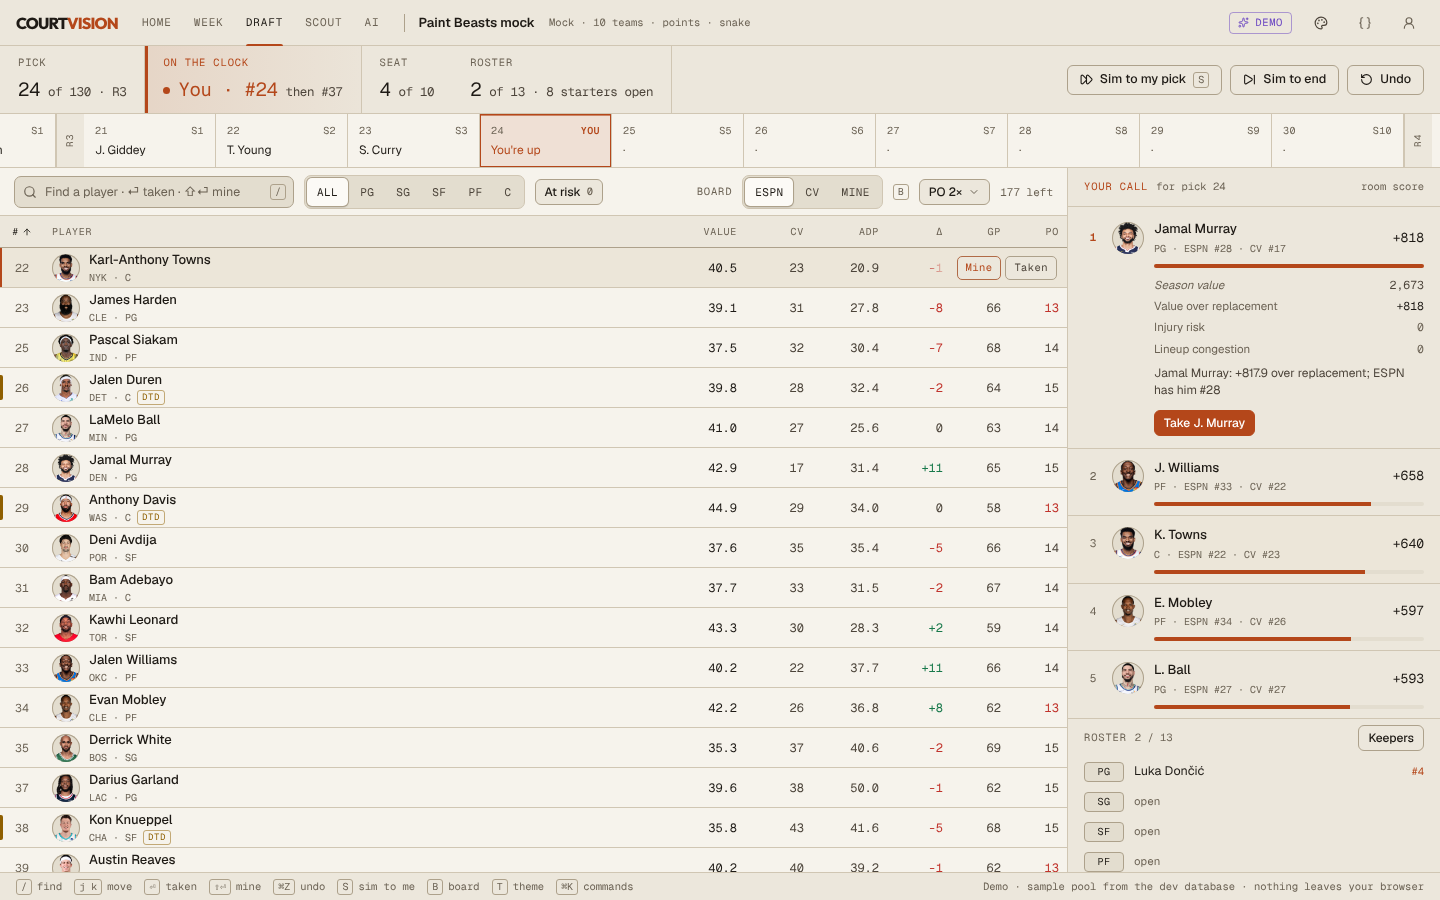 COURTVISION HOME WEEK DRAFT SCOUT AI Paint Beasts mock Mock · 10 teams · points · snake DEMO { }
PICK
24 of 130 · R3
ON THE CLOCK
You · #24 then #37
SEAT
4 of 10
ROSTER
2 of 13 · 8 starters open
Sim to my pick S Sim to end Undo
S1
R3
21 S1
J. Giddey
22 S2
T. Young
23 S3
S. Curry
24 YOU
You're up
25 S5
·
26 S6
·
27 S7
·
28 S8
·
29 S9
·
30 S10
·
R4
Find a player · ⏎ taken · ⇧⏎ mine / ALL PG SG SF PF C At risk 0 BOARD ESPN CV MINE B PO 2× 177 left
# ↑ PLAYER VALUE CV ADP Δ GP PO
22 Karl-Anthony Towns 40.5 23 20.9 -1 Mine Taken
NYK · C
23 James Harden 39.1 31 27.8 -8 66 13
CLE · PG
25 Pascal Siakam 37.5 32 30.4 -7 68 14
IND · PF
26 Jalen Duren 39.8 28 32.4 -2 64 15
DET · C DTD
27 LaMelo Ball 41.0 27 25.6 0 63 14
MIN · PG
28 Jamal Murray 42.9 17 31.4 +11 65 15
DEN · PG
29 Anthony Davis 44.9 29 34.0 0 58 13
WAS · C DTD
30 Deni Avdija 37.6 35 35.4 -5 66 14
POR · SF
31 Bam Adebayo 37.7 33 31.5 -2 67 14
MIA · C
32 Kawhi Leonard 43.3 30 28.3 +2 59 14
TOR · SF
33 Jalen Williams 40.2 22 37.7 +11 66 14
OKC · PF
34 Evan Mobley 42.2 26 36.8 +8 62 13
CLE · PF
35 Derrick White 35.3 37 40.6 -2 69 15
BOS · SG
37 Darius Garland 39.6 38 50.0 -1 62 15
LAC · PG
38 Kon Knueppel 35.8 43 41.6 -5 68 15
CHA · SF DTD
39 Austin Reaves 40.2 40 39.2 -1 62 13
YOUR CALL for pick 24 room score
1 Jamal Murray +818
PG · ESPN #28 · CV #17
Season value 2,673
Value over replacement +818
Injury risk 0
Lineup congestion 0
Jamal Murray: +817.9 over replacement; ESPN
has him #28
Take J. Murray
2 J. Williams +658
PF · ESPN #33 · CV #22
3 K. Towns +640
C · ESPN #22 · CV #23
4 E. Mobley +597
PF · ESPN #34 · CV #26
5 L. Ball +593
PG · ESPN #27 · CV #27
ROSTER 2 / 13 Keepers
PG Luka Dončić #4
SG open
SF open
PF open
/ find j k move ⏎ taken ⇧⏎ mine ⌘Z undo S sim to me B board T theme ⌘K commands Demo · sample pool from the dev database · nothing leaves your browser